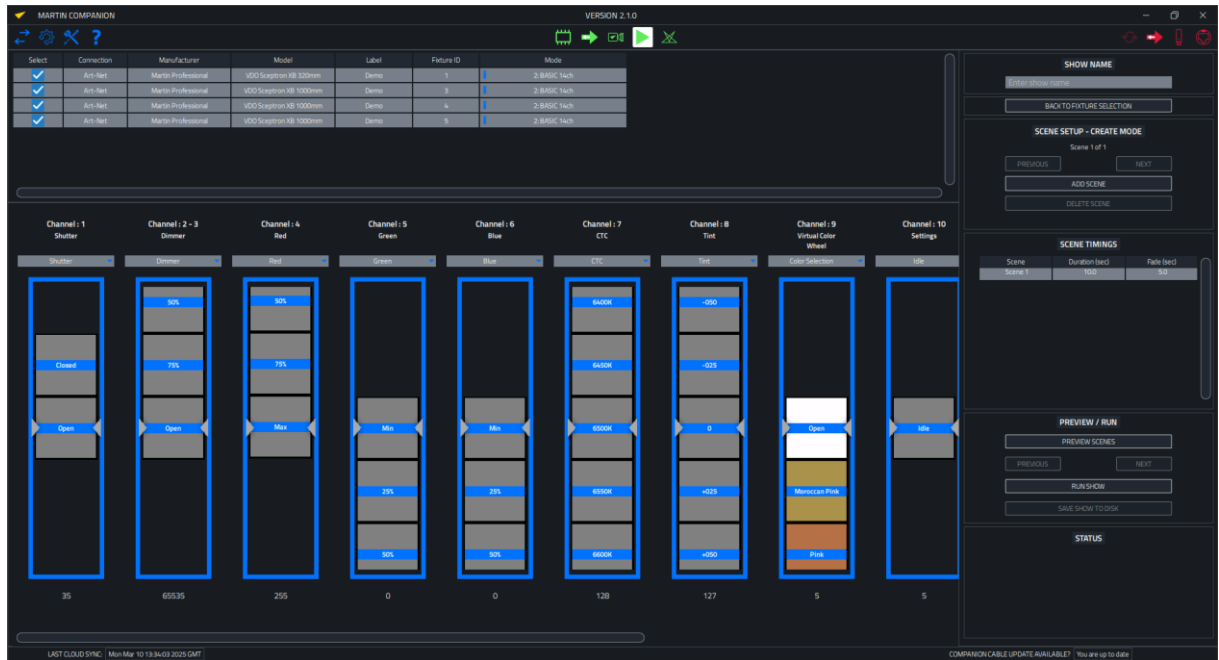 MARTIN COMPANION
VERSION 2.1.0
Select Connection Manufacturer Model Label Fixture ID Mode
Art-Net Martin Professional VDO Sceptron XB 320mm Demo 1 2: BASIC 14ch
Art-Net Martin Professional VDO Sceptron XB 1000mm Demo 3 2: BASIC 14ch
Art-Net Martin Professional VDO Sceptron XB 1000mm Demo 4 2: BASIC 14ch
Art-Net Martin Professional VDO Sceptron XB 1000mm Demo 5 2: BASIC 14ch
Channel : 1
Shutter
Shutter
Closed
Open
35
Channel : 2 - 3
Dimmer
Dimmer
50%
75%
Open
65535
Channel : 4
Red
Red
50%
75%
Max
255
Channel : 5
Green
Green
Min
25%
50%
0
Channel : 6
Blue
Blue
Min
25%
50%
0
Channel : 7
CTC
CTC
6400K
6450K
6500K
6550K
6600K
128
Channel : 8
Tint
Tint
-050
-025
0
+025
+050
127
Channel : 9
Virtual Color
Wheel
Color Selection
Open
Moroccan Pink
Pink
5
Channel : 10
Settings
Idle
Idle
5
SHOW NAME
Enter show name
BACK TO FIXTURE SELECTION
SCENE SETUP - CREATE MODE
Scene 1 of 1
PREVIOUS NEXT
ADD SCENE
DELETE SCENE
SCENE TIMINGS
Scene Duration (sec) Fade (sec)
Scene 1 10.0 5.0
PREVIEW / RUN
PREVIEW SCENES
PREVIOUS NEXT
RUN SHOW
SAVE SHOW TO DISK
STATUS
LAST CLOUD SYNC: Mon Mar 10 13:34:03 2025 GMT
COMPANION CABLE UPDATE AVAILABLE? You are up to date